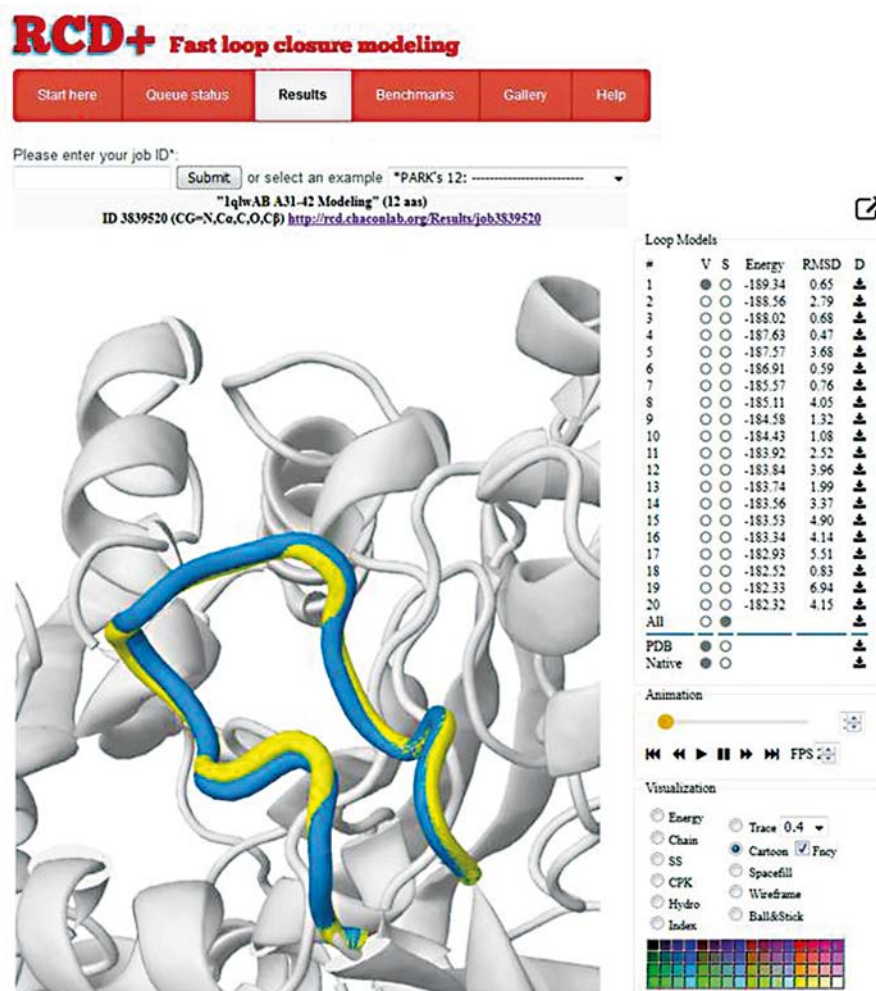 RCD+ Fast loop closure modeling
Start here Queue status Results Benchmarks Gallery Help
Please enter your job ID*:
Submit or select an example *PARK's 12: --------------------------
"1qlwAB A31-42 Modeling" (12 aas)
ID 3839520 (CG=N,Cα,C,O,Cβ) http://rcd.chaconlab.org/Results/job3839520
Loop Models
# V S Energy RMSD D
1 -189.34 0.65
2 -188.56 2.79
3 -188.02 0.68
4 -187.63 0.47
5 -187.57 3.68
6 -186.91 0.59
7 -185.57 0.76
8 -185.11 4.05
9 -184.58 1.32
10 -184.43 1.08
11 -183.92 2.52
12 -183.84 3.96
13 -183.74 1.99
14 -183.56 3.37
15 -183.53 4.90
16 -183.34 4.14
17 -182.93 5.51
18 -182.52 0.83
19 -182.33 6.94
20 -182.32 4.15
All
PDB
Native
Animation
FPS
Visualization
Energy
Chain
SS
CPK
Hydro
Index
Trace 0.4
Cartoon Fncy
Spacefill
Wireframe
Ball&Stick